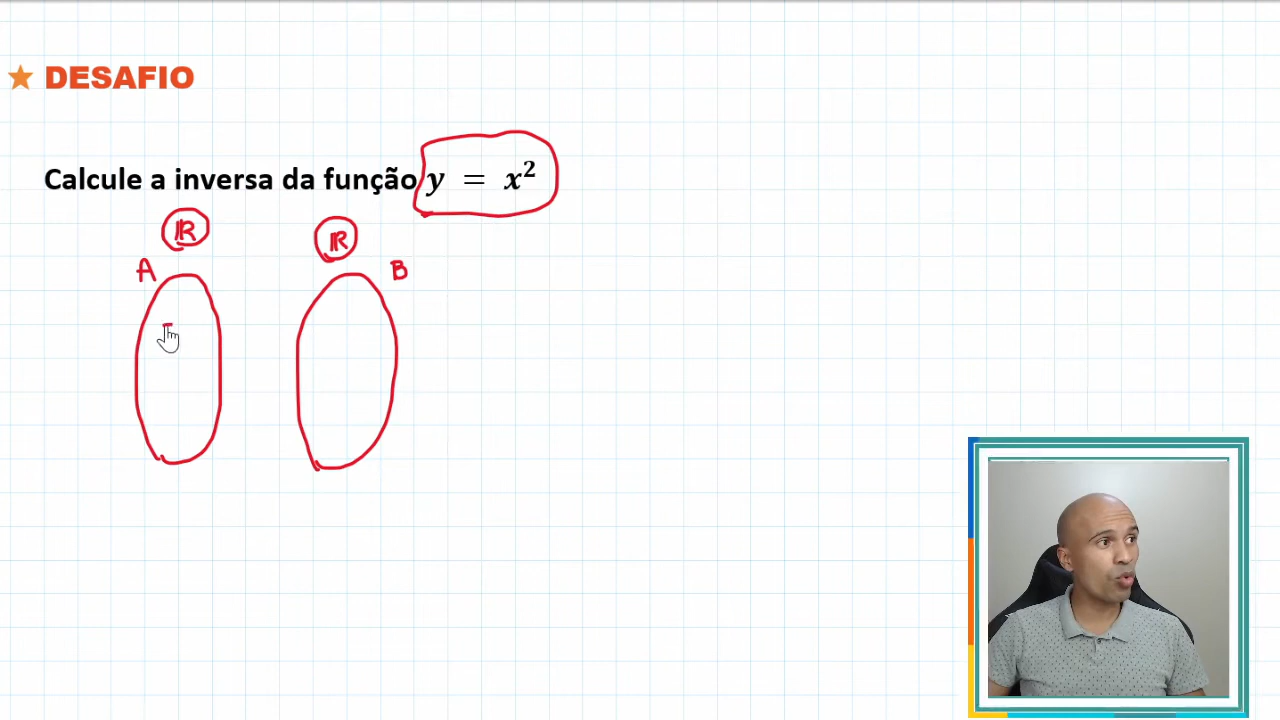 DESAFIO
Calcule a inversa da função y = x²
ℝ ℝ
A B